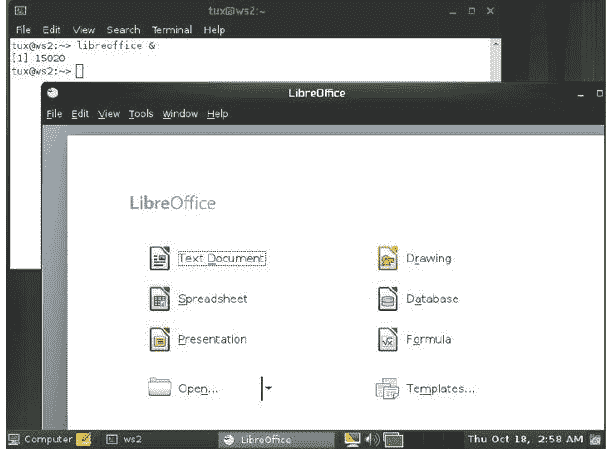 tux@ws2:~
File Edit View Search Terminal Help
tux@ws2:~> libreoffice &
[1] 15020
tux@ws2:~>
LibreOffice
File Edit View Tools Window Help
LibreOffice
Text Document
Drawing
Spreadsheet
Database
Presentation
Formula
Open...
Templates...
Computer ws2 LibreOffice Thu Oct 18, 2:58 AM